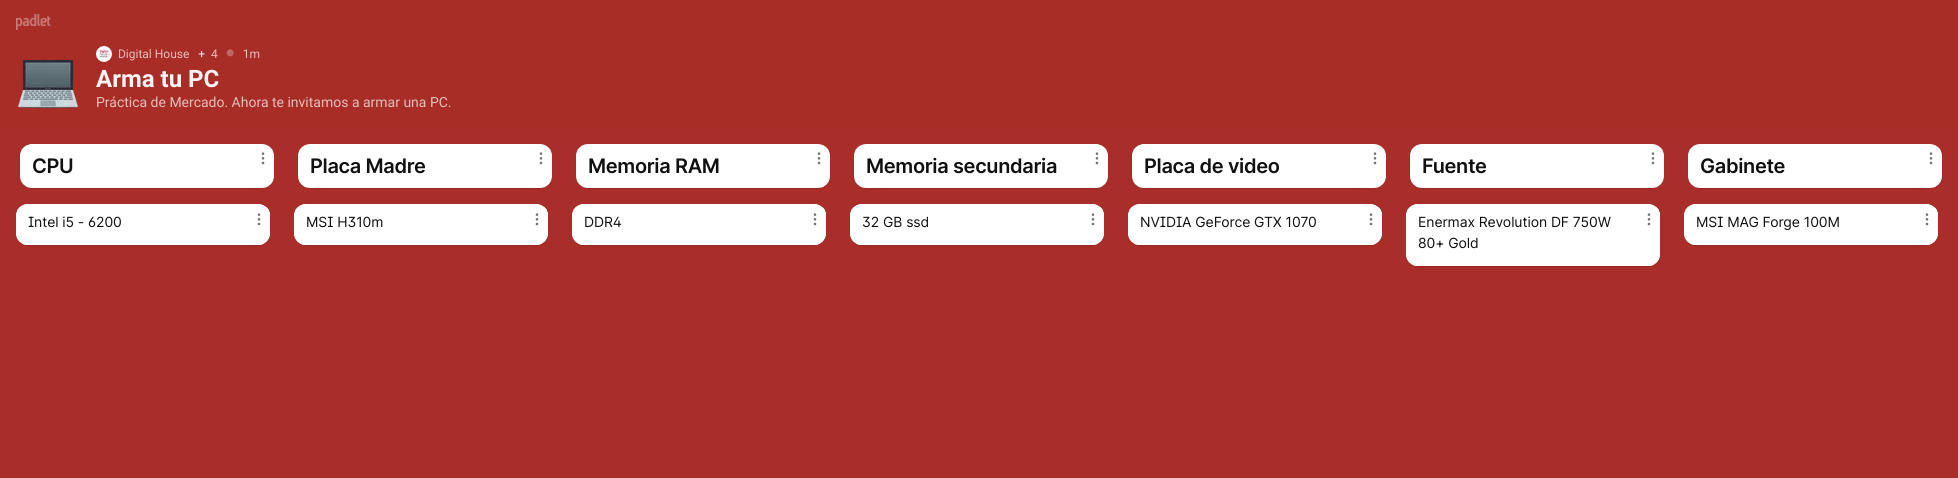 padlet
Digital House + 4 • 1m
Arma tu PC
Práctica de Mercado. Ahora te invitamos a armar una PC.
CPU
Intel i5 - 6200
Placa Madre
MSI H310m
Memoria RAM
DDR4
Memoria secundaria
32 GB ssd
Placa de video
NVIDIA GeForce GTX 1070
Fuente
Enermax Revolution DF 750W
80+ Gold
Gabinete
MSI MAG Forge 100M